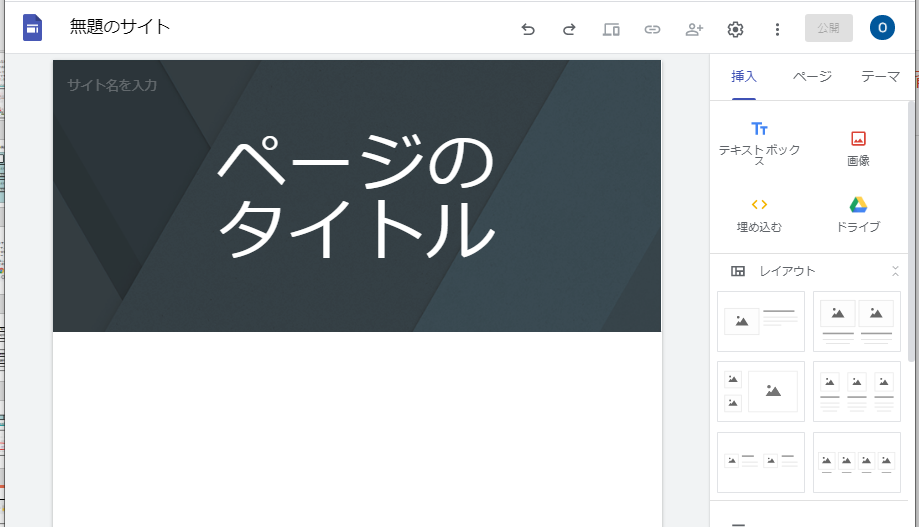 無題のサイト
公開
O
サイト名を入力
ページの
タイトル
挿入
ページ
テーマ
Tт
テキスト ボック
ス
画像
埋め込む
ドライブ
レイアウト